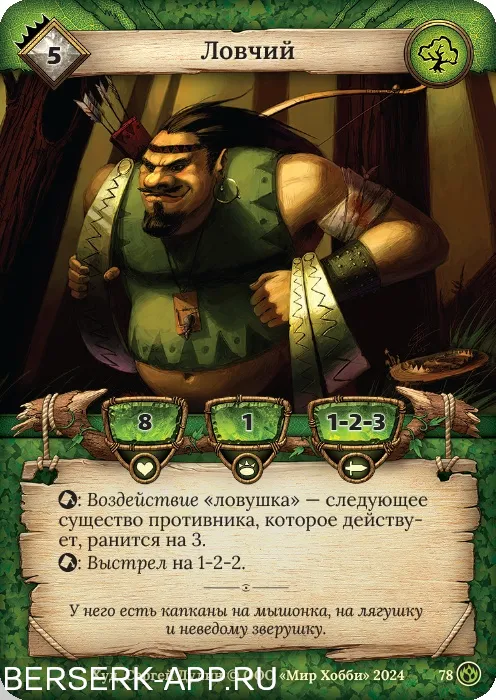 5
Ловчий
8
1
1-2-3
: Воздействие «ловушка» — следующее
существо противника, которое действу-
ет, ранится на 3.
: Выстрел на 1-2-2.
У него есть капканы на мышонка, на лягушку
и неведому зверушку.
© ООО «Мир Хобби» 2024
78
BERSERK-APP.RU